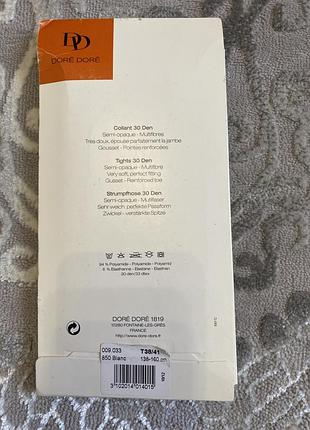 DD
DORÉ DORÉ
Collant 30 Den
Semi-opaque - Multifibres
Très doux, épouse parfaitement la jambe
Gousset - Pointes renforcées
Tights 30 Den
Semi-opaque - Multifibre
Very soft, perfect fitting
Gusset - Reinforced toe
Strumpfhose 30 Den
Semi-opaque - Multifaser
Sehr weich perfekte Passform
Zwickel - verstärkte Spitze
94 % Polyamide - Polyamide - Polyamid
6 % Elasthanne - Elastane - Elasthan
30 den/33 dtex
DORÉ DORÉ 1819
10280 FONTAINE-LES-GRÈS
FRANCE
http://www.dore-dore.fr
009.033
T38/41
850 Blanc
138-160 cm
3102014014015